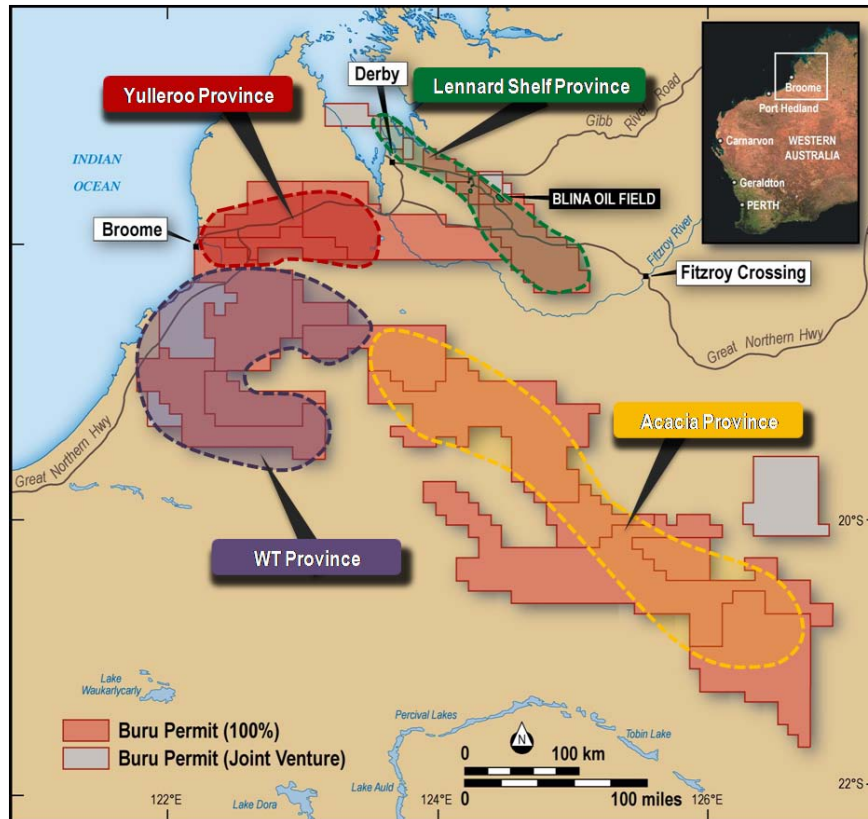 Derby
Yulleroo Province
Lennard Shelf Province
Gibb River Road
INDIAN
OCEAN
BLINA OIL FIELD
Broome
Fitzroy River
Fitzroy Crossing
Great Northern Hwy
Acacia Province
Great Northern Hwy
20°S
WT Province
Lake
Waukarlycarly
Percival Lakes
Tobin Lake
Buru Permit (100%)
Buru Permit (Joint Venture)
N
0 100 km
0 100 miles
Lake Auld
Lake Dora
122°E
124°E
126°E
22°S
Broome
Port Hedland
Carnarvon
WESTERN
AUSTRALIA
Geraldton
PERTH